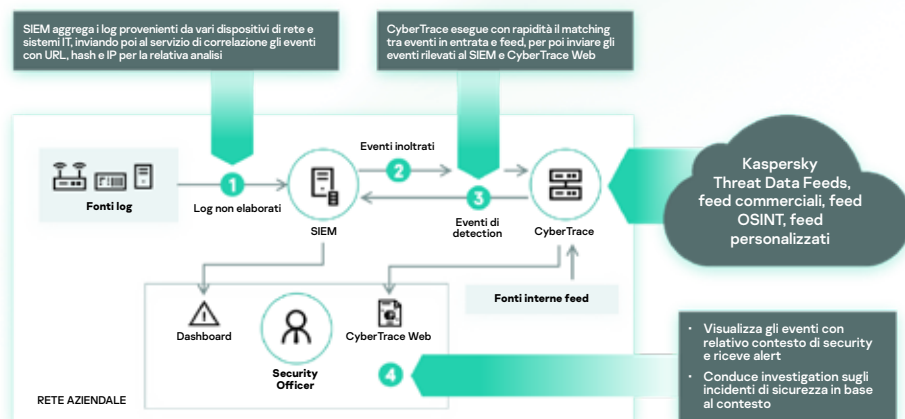 SIEM aggrega i log provenienti da vari dispositivi di rete e
sistemi IT, inviando poi al servizio di correlazione gli eventi
con URL, hash e IP per la relativa analisi
CyberTrace esegue con rapidità il matching
tra eventi in entrata e feed, per poi inviare gli
eventi rilevati al SIEM e CyberTrace Web
Fonti log
1
Log non elaborati
SIEM
Eventi inoltrati
2
3
Eventi di
detection
CyberTrace
Kaspersky
Threat Data Feeds,
feed commerciali, feed
OSINT, feed
personalizzati
Fonti interne feed
Dashboard
Security
Officer
CyberTrace Web
4
• Visualizza gli eventi con
relativo contesto di security
e riceve alert
• Conduce investigation sugli
incidenti di sicurezza in base
al contesto
RETE AZIENDALE